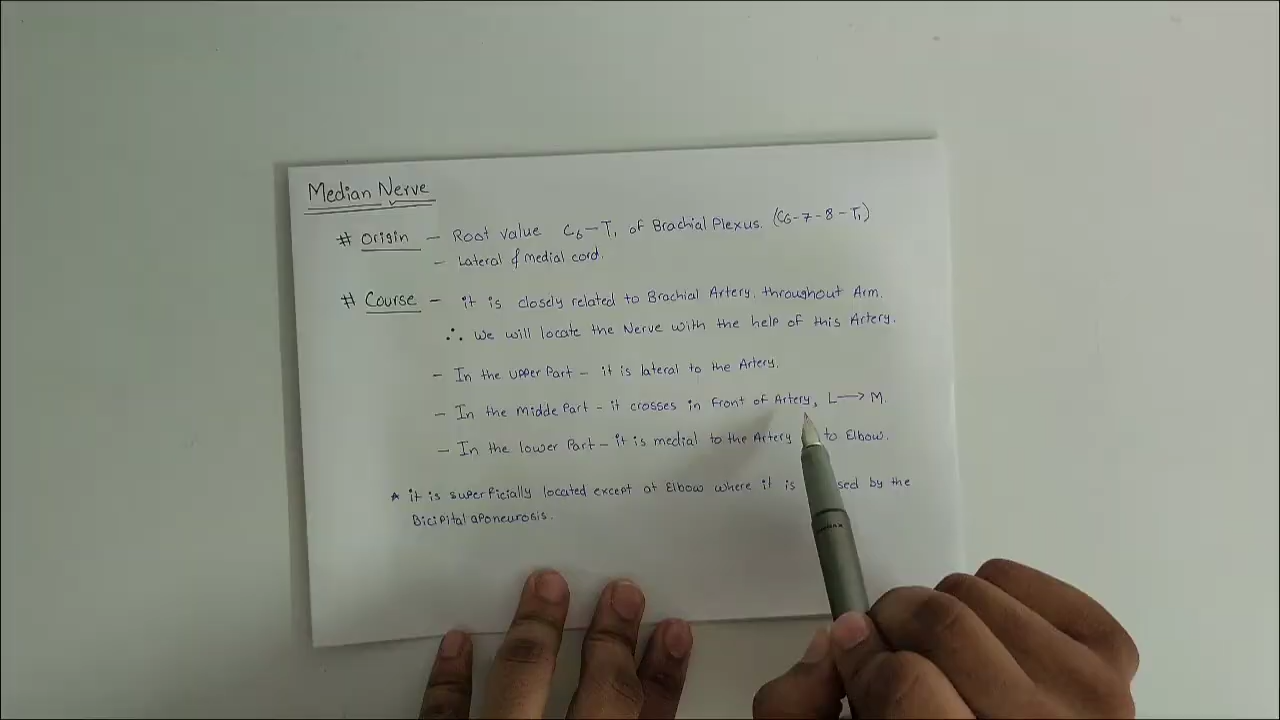 Median Nerve
# Origin - Root value C6-T1 of Brachial Plexus. (C6-7-8-T1)
- Lateral & medial cord.
# Course - it is closely related to Brachial Artery, throughout Arm.
∴ We will locate the Nerve with the help of this Artery.
- In the upper Part - it is lateral to the Artery.
- In the midde Part - it crosses in front of Artery, L → M.
- In the lower Part - it is medial to the Artery to Elbow.
* it is superficially located except at Elbow where it is by the
Bicipital aponeurosis.